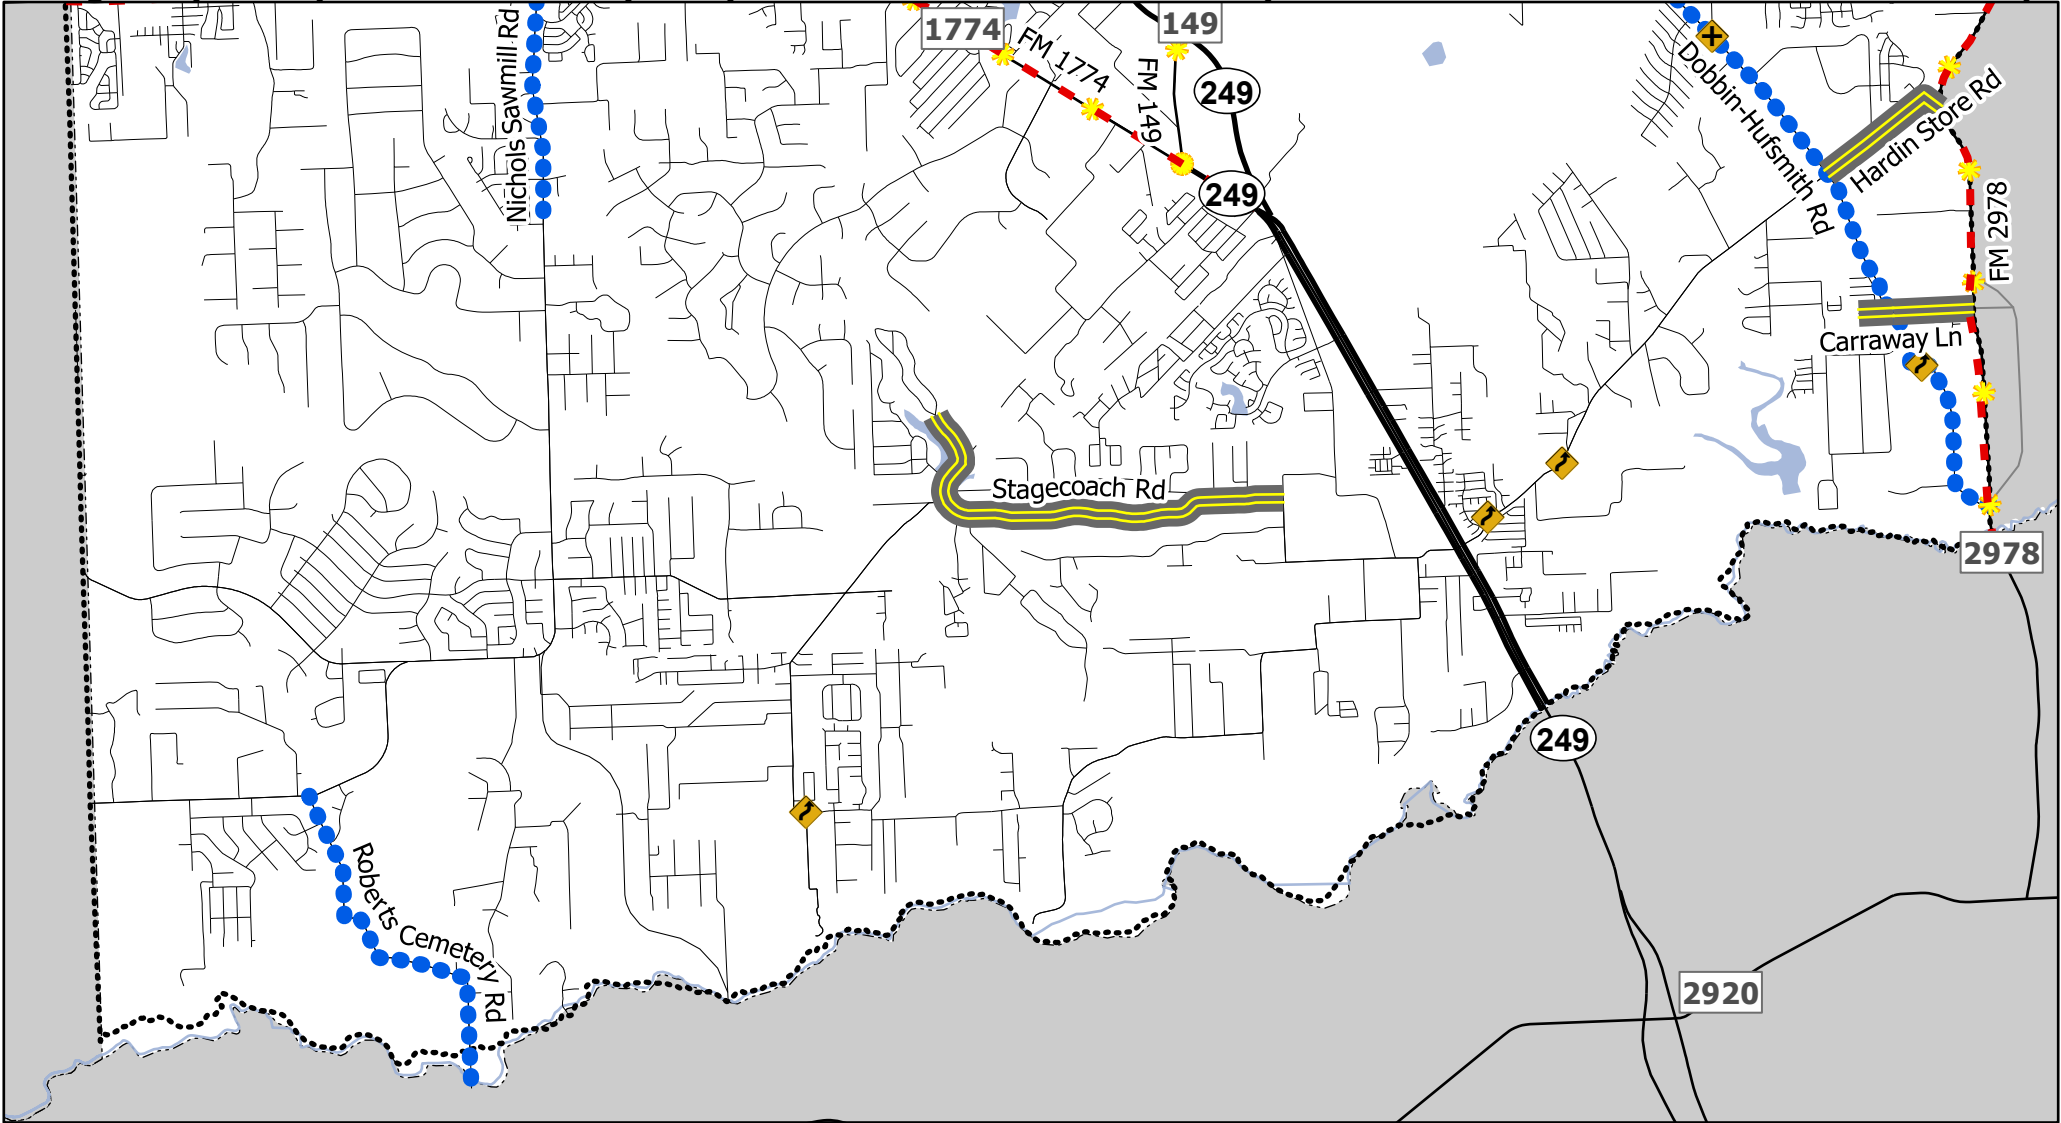 1774
149
FM 1774
FM 149
249
249
Nichols Sawmill Rd
Dobbin-Hufsmith Rd
Hardin Store Rd
FM 2978
Carraway Ln
Stagecoach Rd
2978
249
Roberts Cemetery Rd
2920